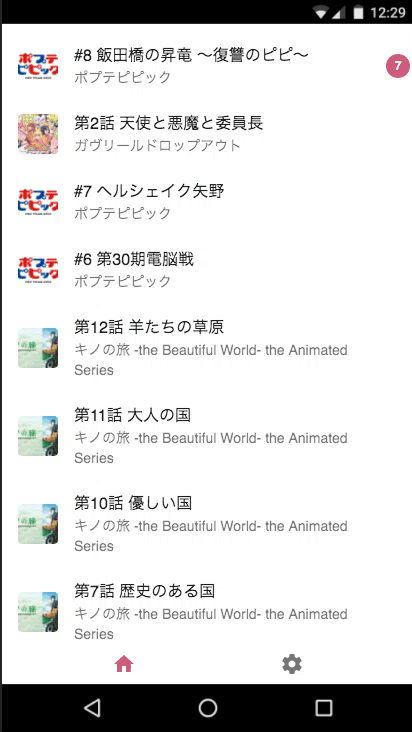 12:29
#8 飯田橋の昇竜 〜復讐のピピ〜
ポプテピピック
7
第2話 天使と悪魔と委員長
ガヴリールドロップアウト
#7 ヘルシェイク矢野
ポプテピピック
#6 第30期電脳戦
ポプテピピック
第12話 羊たちの草原
キノの旅 -the Beautiful World- the Animated
Series
第11話 大人の国
キノの旅 -the Beautiful World- the Animated
Series
第10話 優しい国
キノの旅 -the Beautiful World- the Animated
Series
第7話 歴史のある国
キノの旅 -the Beautiful World- the Animated
Series